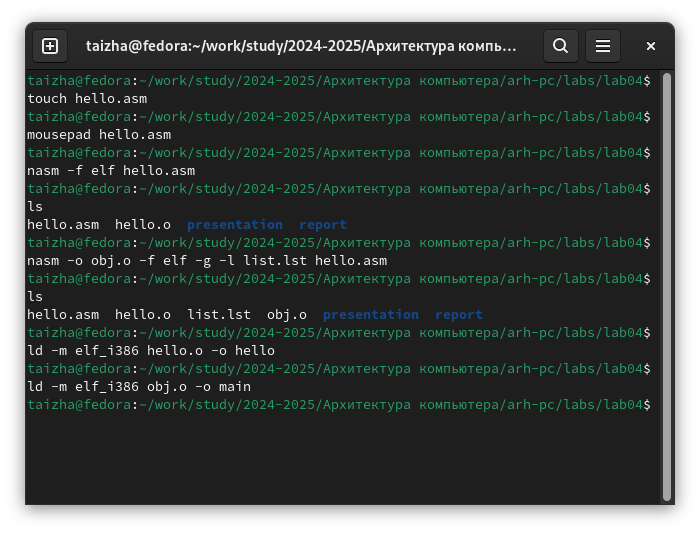 taizha@fedora:~/work/study/2024-2025/Архитектура компь...
taizha@fedora:~/work/study/2024-2025/Архитектура компьютера/arh-pc/labs/lab04$
touch hello.asm
taizha@fedora:~/work/study/2024-2025/Архитектура компьютера/arh-pc/labs/lab04$
mousepad hello.asm
taizha@fedora:~/work/study/2024-2025/Архитектура компьютера/arh-pc/labs/lab04$
nasm -f elf hello.asm
taizha@fedora:~/work/study/2024-2025/Архитектура компьютера/arh-pc/labs/lab04$
ls
hello.asm  hello.o  presentation  report
taizha@fedora:~/work/study/2024-2025/Архитектура компьютера/arh-pc/labs/lab04$
nasm -o obj.o -f elf -g -l list.lst hello.asm
taizha@fedora:~/work/study/2024-2025/Архитектура компьютера/arh-pc/labs/lab04$
ls
hello.asm  hello.o  list.lst  obj.o  presentation  report
taizha@fedora:~/work/study/2024-2025/Архитектура компьютера/arh-pc/labs/lab04$
ld -m elf_i386 hello.o -o hello
taizha@fedora:~/work/study/2024-2025/Архитектура компьютера/arh-pc/labs/lab04$
ld -m elf_i386 obj.o -o main
taizha@fedora:~/work/study/2024-2025/Архитектура компьютера/arh-pc/labs/lab04$